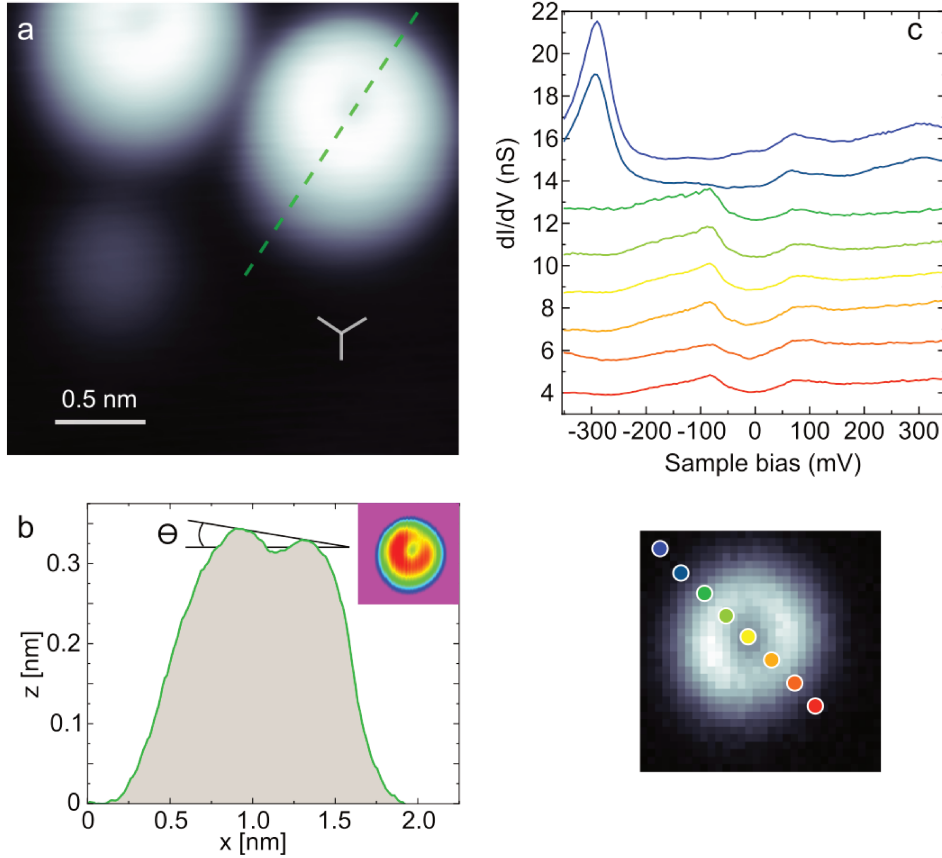 a
0.5 nm
c
22
20
18
16
14
12
10
8
6
4
dI/dV (nS)
-300 -200 -100 0 100 200 300
Sample bias (mV)
b
Θ
0.3
0.2
0.1
0
z [nm]
0 0.5 1.0 1.5 2.0
x [nm]